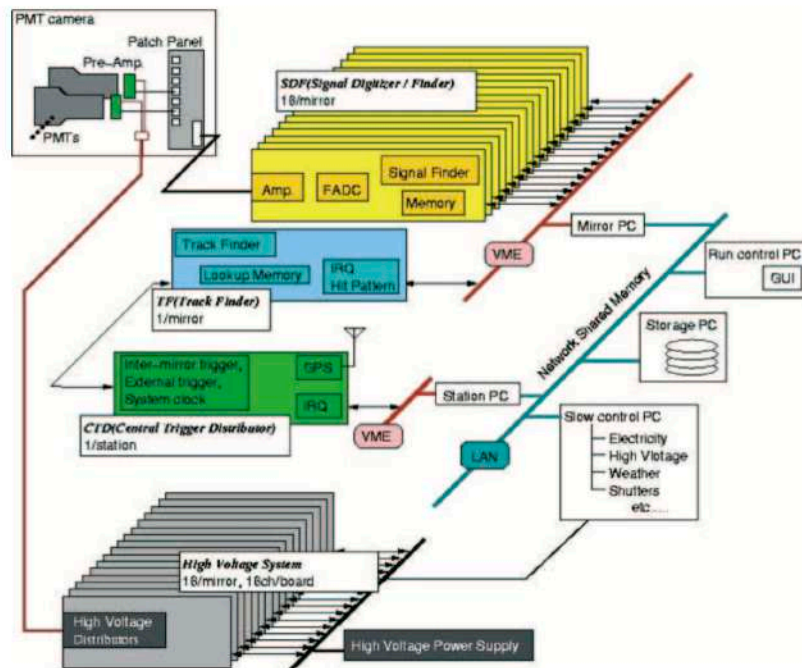 PMT camera
Patch Panel
Pre-Amp.
PMTs
SDF(Signal Digitizer / Finder)
16/mirror
Signal Finder
Amp.
FADC
Memory
Mirror PC
VME
Track Finder
Lookup Memory
IRQ
Hit Pattern
TF(Track Finder)
1/mirror
Run control PC
GUI
Network Shared Memory
Storage PC
Inter-mirror trigger,
External trigger,
System clock
GPS
IRQ
CTD(Central Trigger Distributor)
1/station
Station PC
VME
LAN
Slow control PC
Electricity
High Vlotage
Weather
Shutters
etc.....
High Voltage System
16/mirror, 16ch/board
High Voltage
Distributors
High Voltage Power Supply